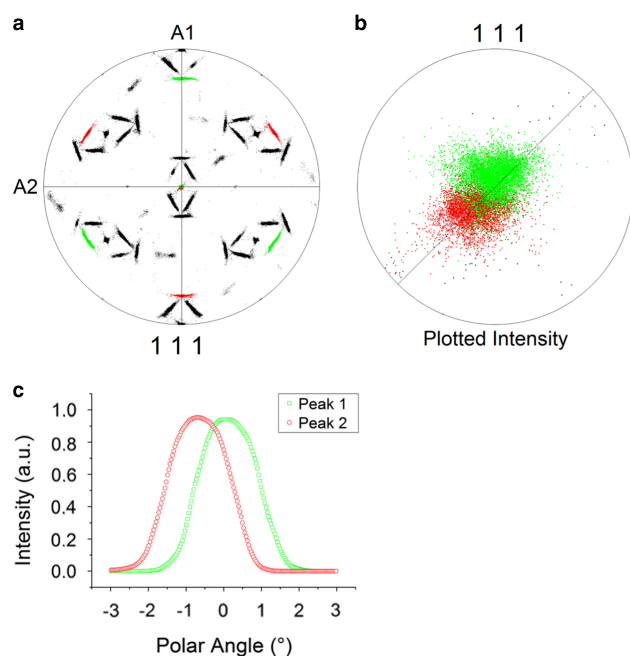 a
A1
A2
1 1 1
b
1 1 1
Plotted Intensity
c
Intensity (a.u.)
1.0
0.8
0.6
0.4
0.2
0.0
Peak 1
Peak 2
-3 -2 -1 0 1 2 3
Polar Angle (°)